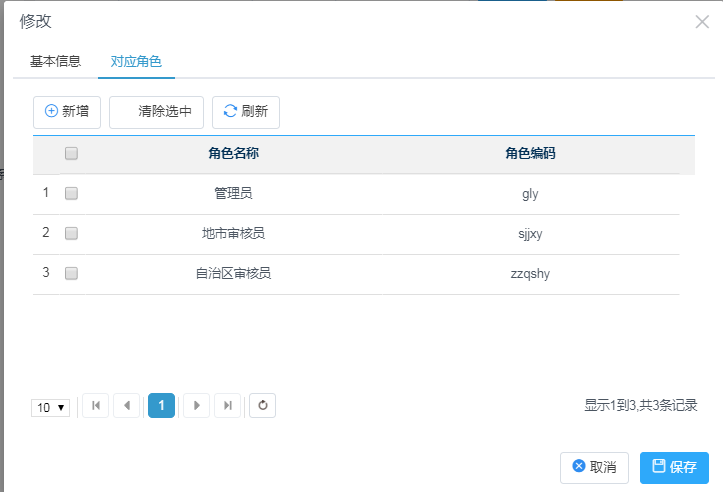 修改
基本信息 对应角色
新增 清除选中 刷新
角色名称 角色编码
1 管理员 gly
2 地市审核员 sjjxy
3 自治区审核员 zzqshy
10 1 显示1到3,共3条记录
取消 保存